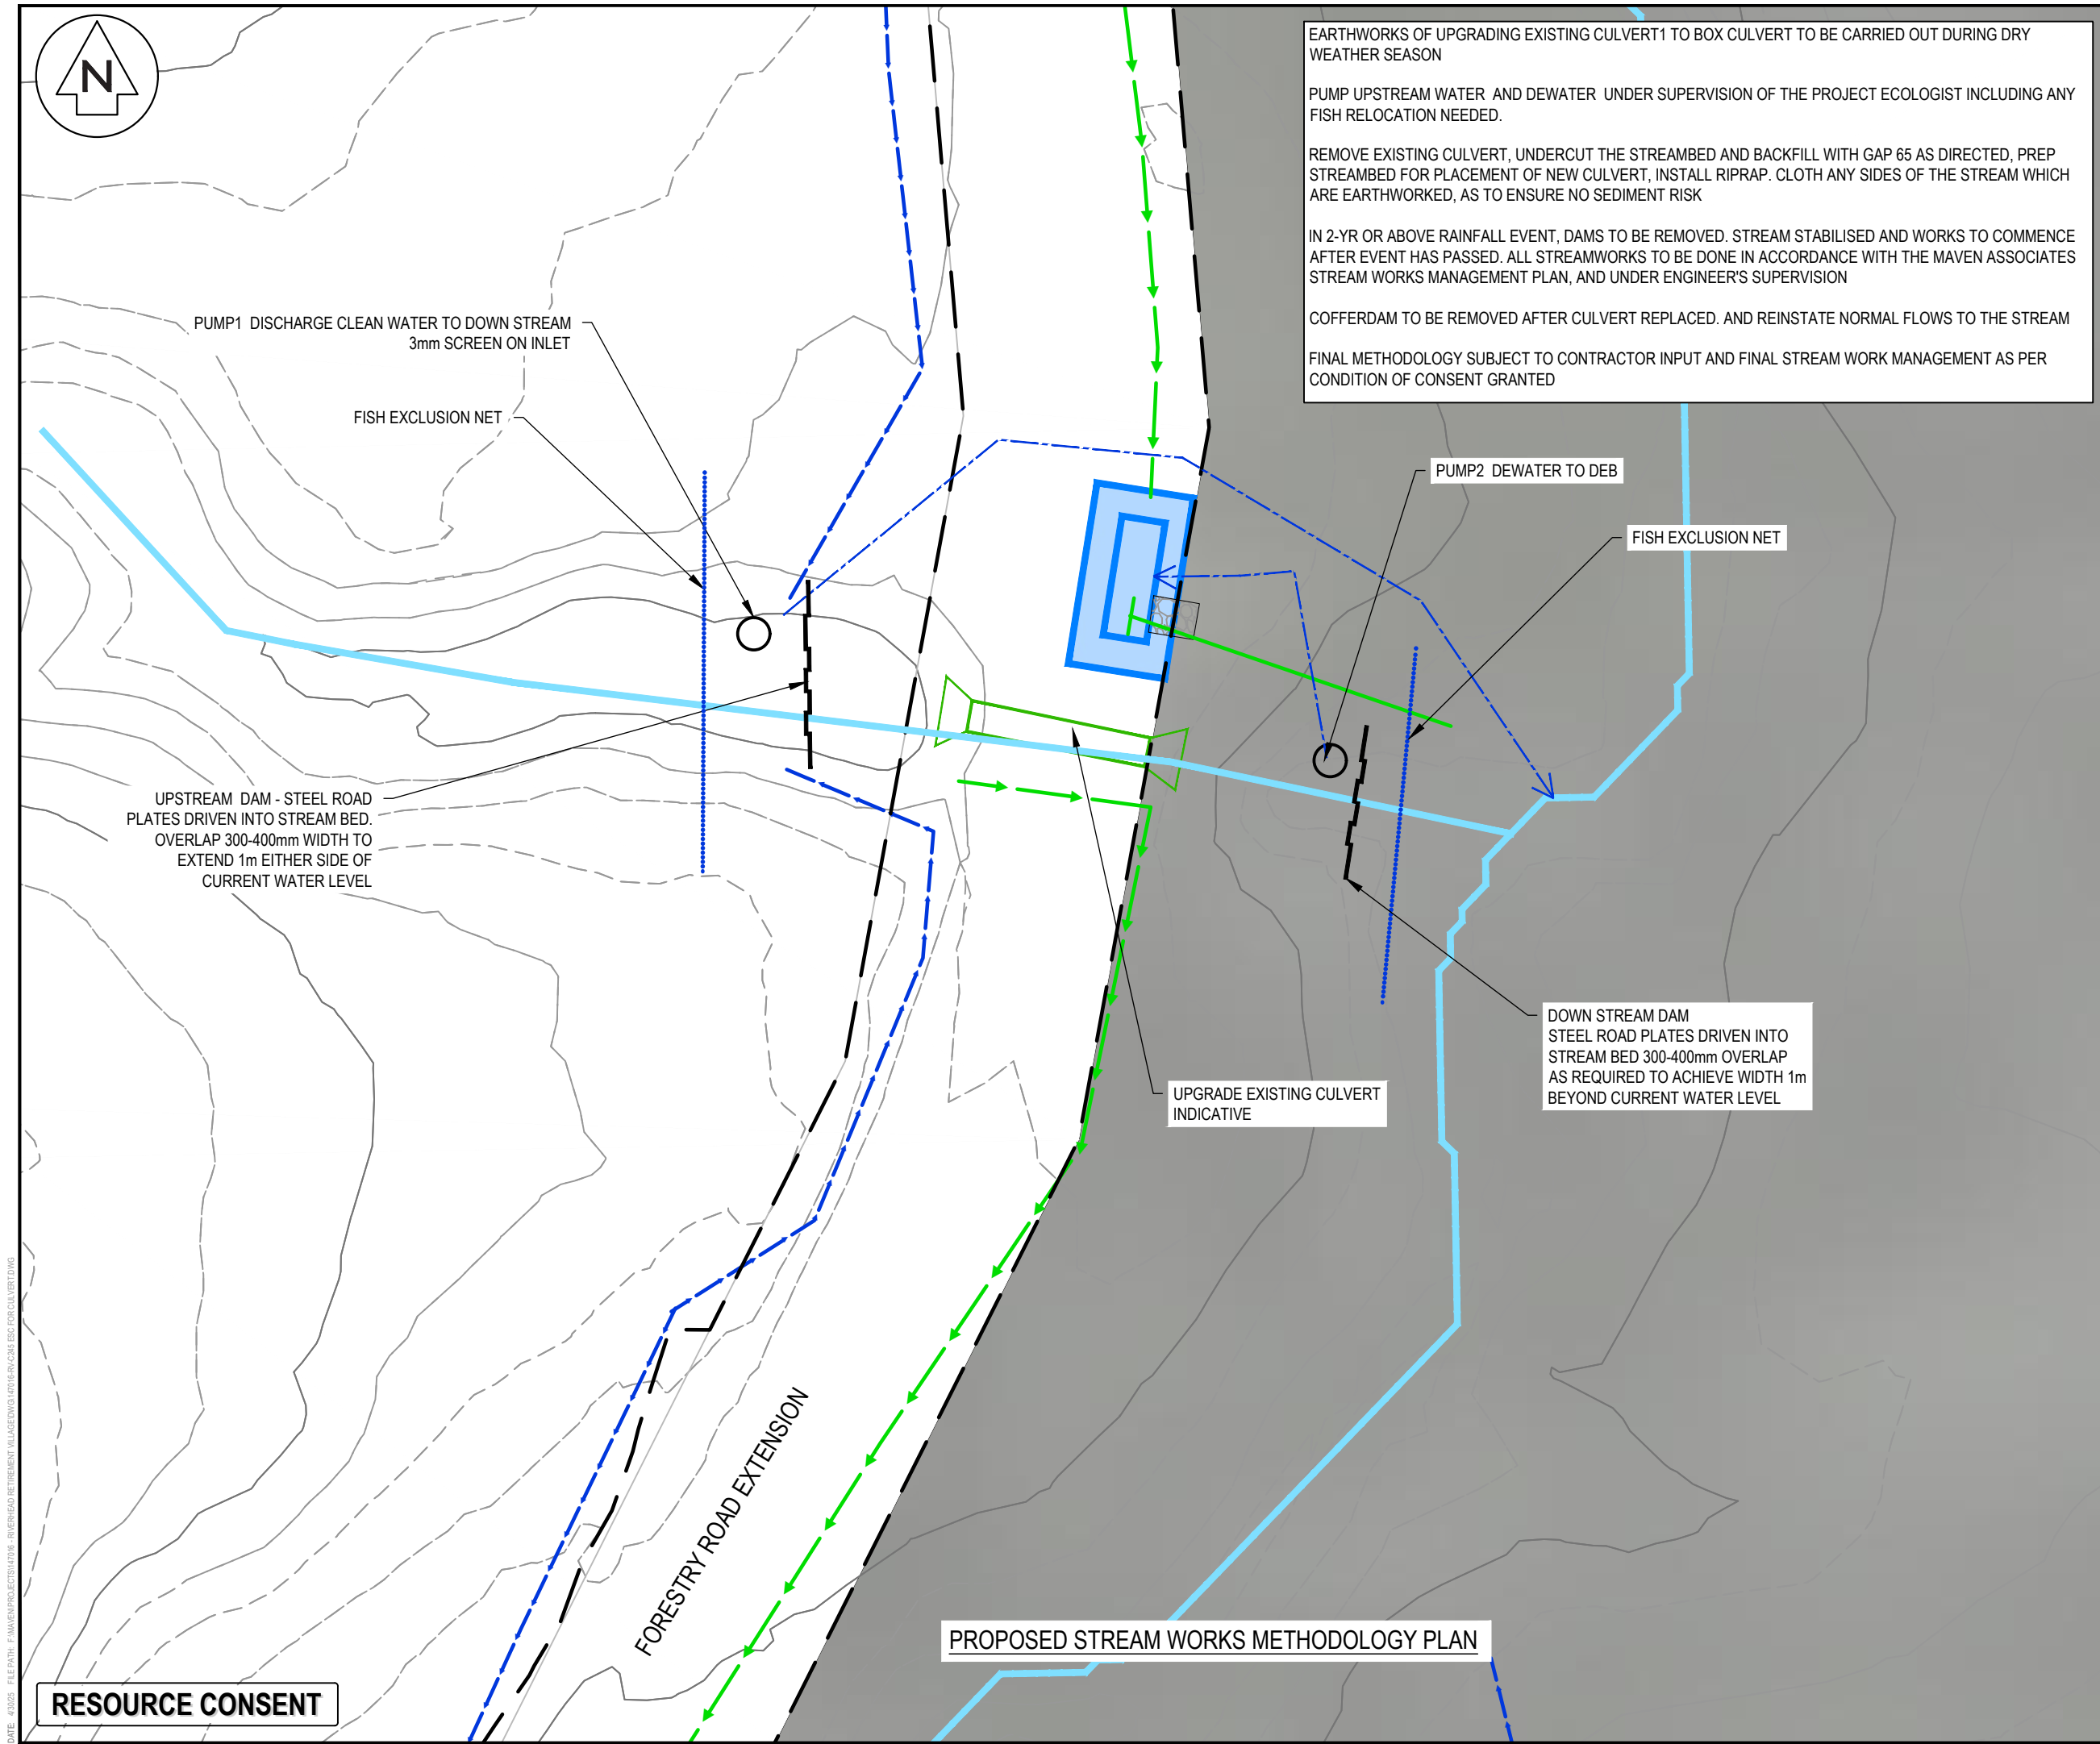 N
EARTHWORKS OF UPGRADING EXISTING CULVERT1 TO BOX CULVERT TO BE CARRIED OUT DURING DRY
WEATHER SEASON
PUMP UPSTREAM WATER AND DEWATER UNDER SUPERVISION OF THE PROJECT ECOLOGIST INCLUDING ANY
FISH RELOCATION NEEDED.
REMOVE EXISTING CULVERT, UNDERCUT THE STREAMBED AND BACKFILL WITH GAP 65 AS DIRECTED, PREP
STREAMBED FOR PLACEMENT OF NEW CULVERT, INSTALL RIPRAP. CLOTH ANY SIDES OF THE STREAM WHICH
ARE EARTHWORKED, AS TO ENSURE NO SEDIMENT RISK
IN 2-YR OR ABOVE RAINFALL EVENT, DAMS TO BE REMOVED. STREAM STABILISED AND WORKS TO COMMENCE
AFTER EVENT HAS PASSED. ALL STREAMWORKS TO BE DONE IN ACCORDANCE WITH THE MAVEN ASSOCIATES
STREAM WORKS MANAGEMENT PLAN, AND UNDER ENGINEER'S SUPERVISION
COFFERDAM TO BE REMOVED AFTER CULVERT REPLACED. AND REINSTATE NORMAL FLOWS TO THE STREAM
FINAL METHODOLOGY SUBJECT TO CONTRACTOR INPUT AND FINAL STREAM WORK MANAGEMENT AS PER
CONDITION OF CONSENT GRANTED
PUMP1 DISCHARGE CLEAN WATER TO DOWN STREAM
3mm SCREEN ON INLET
FISH EXCLUSION NET
PUMP2 DEWATER TO DEB
FISH EXCLUSION NET
UPSTREAM DAM - STEEL ROAD
PLATES DRIVEN INTO STREAM BED.
OVERLAP 300-400mm WIDTH TO
EXTEND 1m EITHER SIDE OF
CURRENT WATER LEVEL
DOWN STREAM DAM
STEEL ROAD PLATES DRIVEN INTO
STREAM BED 300-400mm OVERLAP
AS REQUIRED TO ACHIEVE WIDTH 1m
BEYOND CURRENT WATER LEVEL
UPGRADE EXISTING CULVERT
INDICATIVE
FORESTRY ROAD EXTENSION
PROPOSED STREAM WORKS METHODOLOGY PLAN
RESOURCE CONSENT
DATE: 4/30/25 FILE PATH: